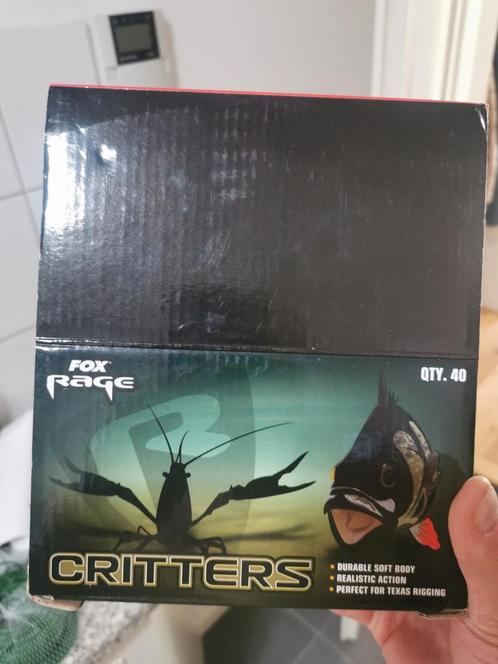 FOX
Rage
QTY. 40
CRITTERS
• DURABLE SOFT BODY
• REALISTIC ACTION
• PERFECT FOR TEXAS RIGGING